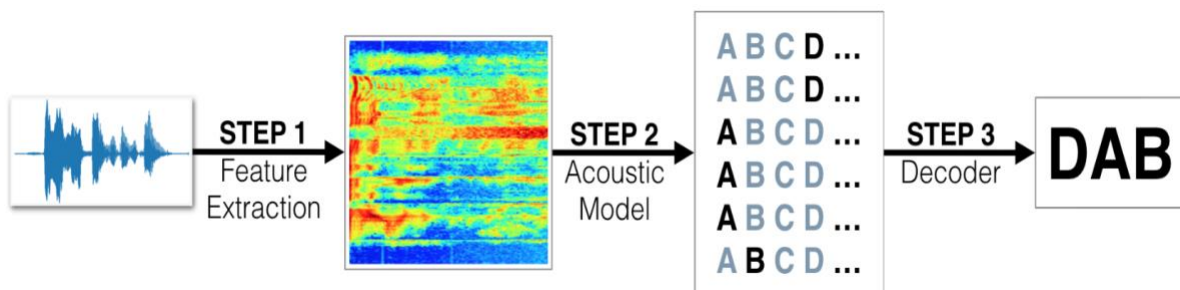 STEP 1
Feature
Extraction
STEP 2
Acoustic
Model
A B C D ...
A B C D ...
A B C D ...
A B C D ...
A B C D ...
A B C D ...
STEP 3
Decoder
DAB